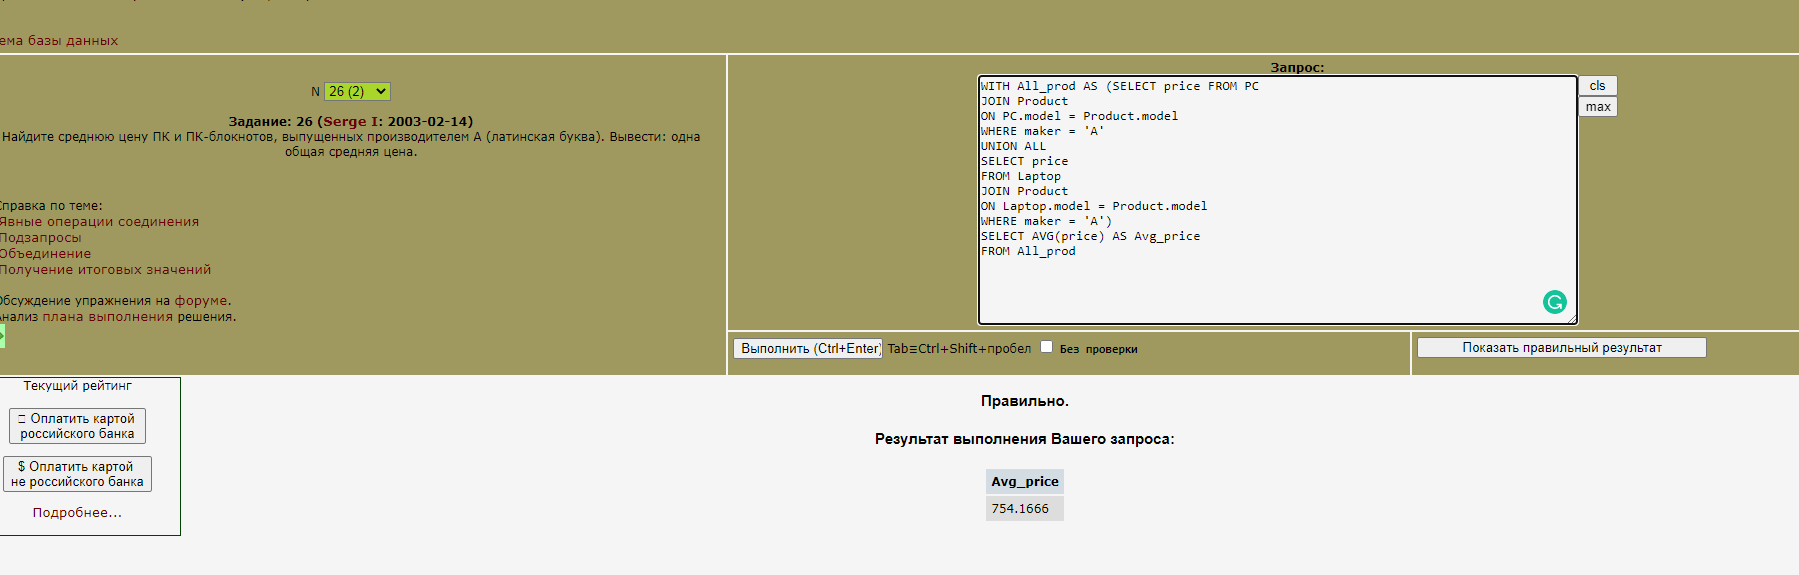 ема базы данных
N 26 (2)
Задание: 26 (Serge I: 2003-02-14)
Найдите среднюю цену ПК и ПК-блокнотов, выпущенных производителем A (латинская буква). Вывести: одна
общая средняя цена.
Справка по теме:
Явные операции соединения
Подзапросы
Объединение
Получение итоговых значений
Обсуждение упражнения на форуме.
Анализ плана выполнения решения.
Запрос:
WITH All_prod AS (SELECT price FROM PC
JOIN Product
ON PC.model = Product.model
WHERE maker = 'A'
UNION ALL
SELECT price
FROM Laptop
JOIN Product
ON Laptop.model = Product.model
WHERE maker = 'A')
SELECT AVG(price) AS Avg_price
FROM All_prod
cls
max
Выполнить (Ctrl+Enter) Tab≡Ctrl+Shift+пробел Без проверки
Показать правильный результат
Текущий рейтинг
Оплатить картой
российского банка
$ Оплатить картой
не российского банка
Подробнее...
Правильно.
Результат выполнения Вашего запроса:
Avg_price
754.1666